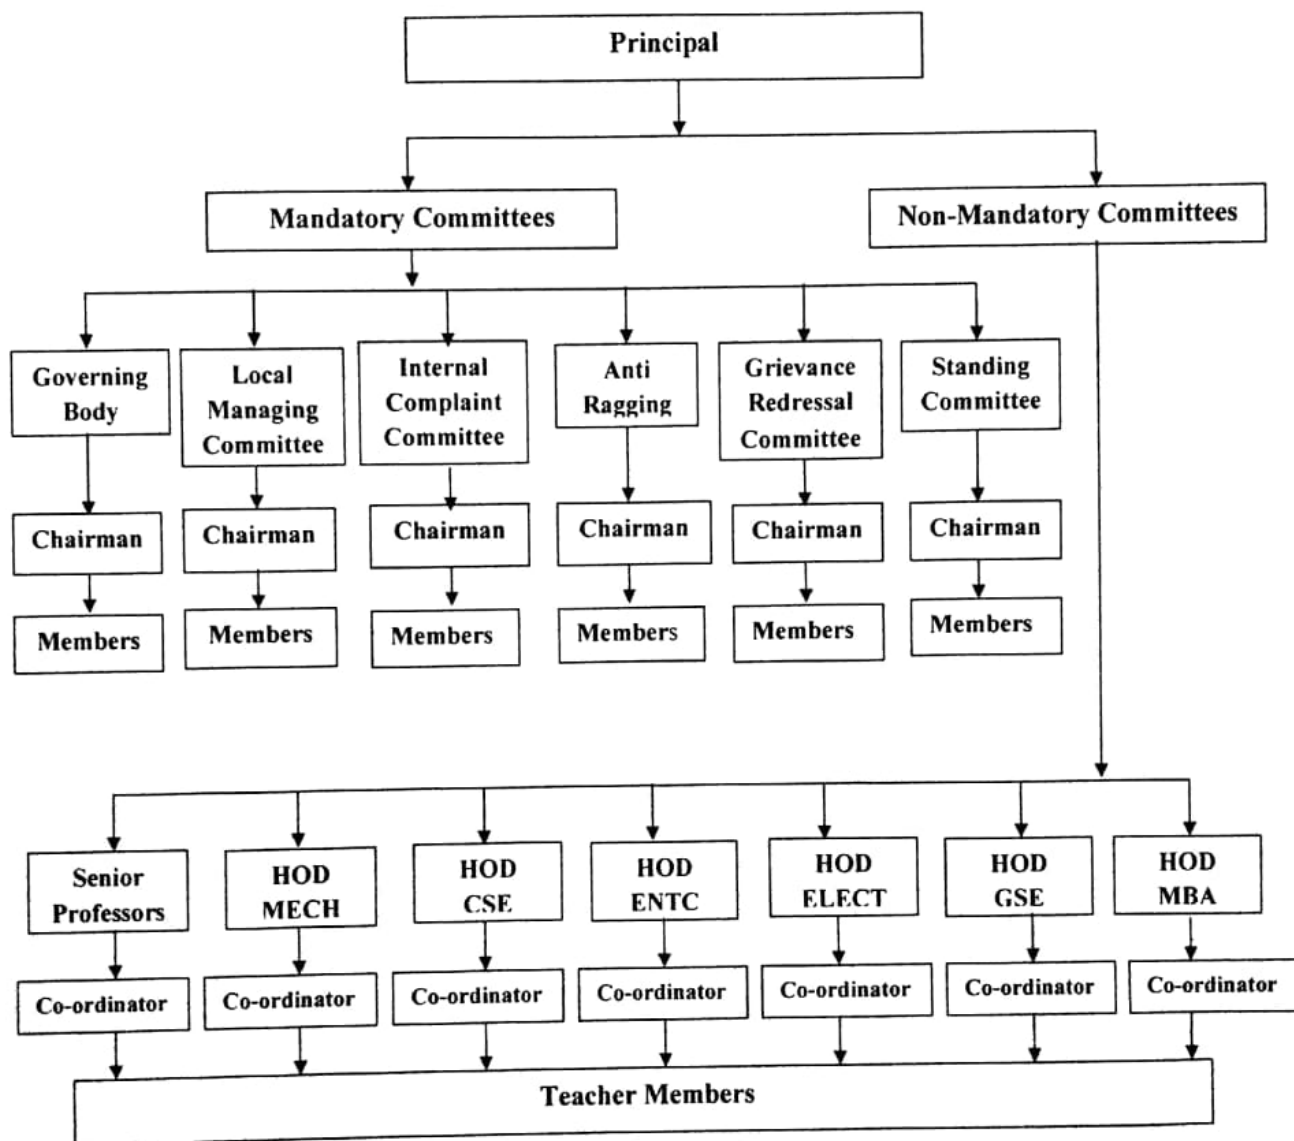 Principal
Mandatory Committees
Non-Mandatory Committees
Governing
Body
Local
Managing
Committee
Internal
Complaint
Committee
Anti
Ragging
Grievance
Redressal
Committee
Standing
Committee
Chairman
Chairman
Chairman
Chairman
Chairman
Chairman
Members
Members
Members
Members
Members
Members
Senior
Professors
HOD
MECH
HOD
CSE
HOD
ENTC
HOD
ELECT
HOD
GSE
HOD
MBA
Co-ordinator
Co-ordinator
Co-ordinator
Co-ordinator
Co-ordinator
Co-ordinator
Co-ordinator
Teacher Members